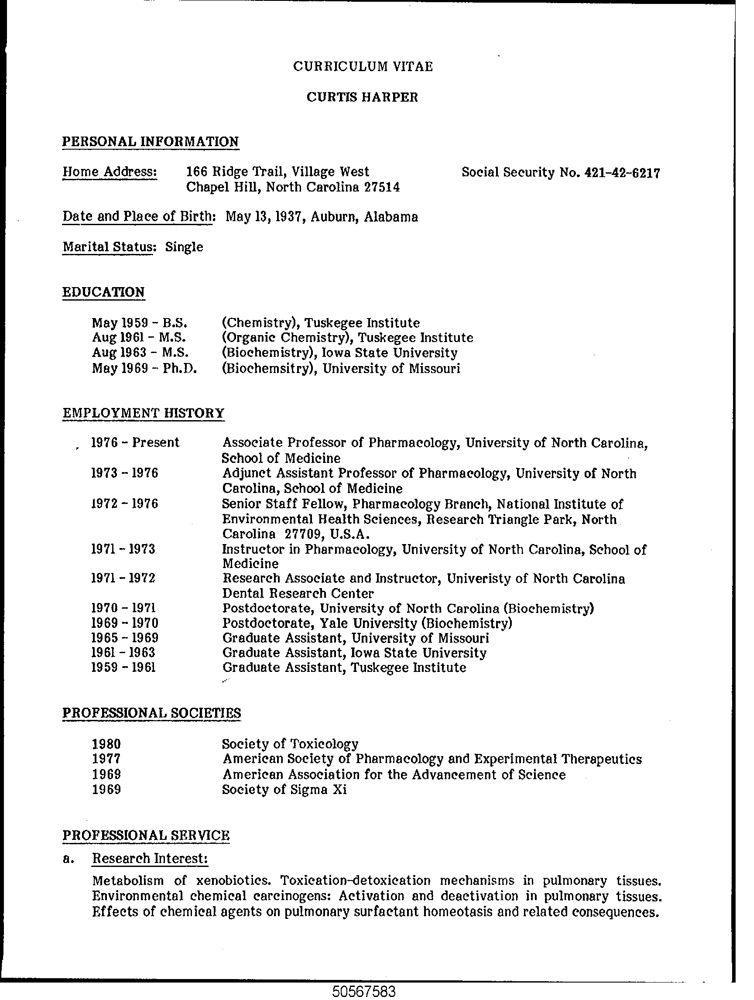 CURRICULUM VITAE
CURTIS HARPER
PERSONAL INFORMATION
Home Address: 166 Ridge Trail, Village West Social Security No. 421-42-6217
Chapel Hill, North Carolina 27514
Date and Place of Birth: May 13, 1937, Auburn, Alabama
Marital Status: Single
EDUCATION
May 1959 - B.S. (Chemistry), Tuskegee Institute
Aug 1961 - M.S. (Organic Chemistry), Tuskegee Institute
Aug 1963 - M.S. (Biochemistry), Iowa State University
May 1969 - Ph.D. (Biochemsitry), University of Missouri
EMPLOYMENT HISTORY
1976 - Present Associate Professor of Pharmacology, University of North Carolina,
School of Medicine
1973 - 1976 Adjunct Assistant Professor of Pharmacology, University of North
Carolina, School of Medicine
1972 - 1976 Senior Staff Fellow, Pharmacology Branch, National Institute of
Environmental Health Sciences, Research Triangle Park, North
Carolina 27709, U.S.A.
1971 - 1973 Instructor in Pharmacology, University of North Carolina, School of
Medicine
1971 - 1972 Research Associate and Instructor, Univeristy of North Carolina
Dental Research Center
1970 - 1971 Postdoctorate, University of North Carolina (Biochemistry)
1969 - 1970 Postdoctorate, Yale University (Biochemistry)
1965 - 1969 Graduate Assistant, University of Missouri
1961 - 1963 Graduate Assistant, Iowa State University
1959 - 1961 Graduate Assistant, Tuskegee Institute
PROFESSIONAL SOCIETIES
1980 Society of Toxicology
1977 American Society of Pharmacology and Experimental Therapeutics
1969 American Association for the Advancement of Science
1969 Society of Sigma Xi
PROFESSIONAL SERVICE
a. Research Interest:
Metabolism of xenobiotics. Toxication-detoxication mechanisms in pulmonary tissues.
Environmental chemical carcinogens: Activation and deactivation in pulmonary tissues.
Effects of chemical agents on pulmonary surfactant homeotasis and related consequences.
50567583